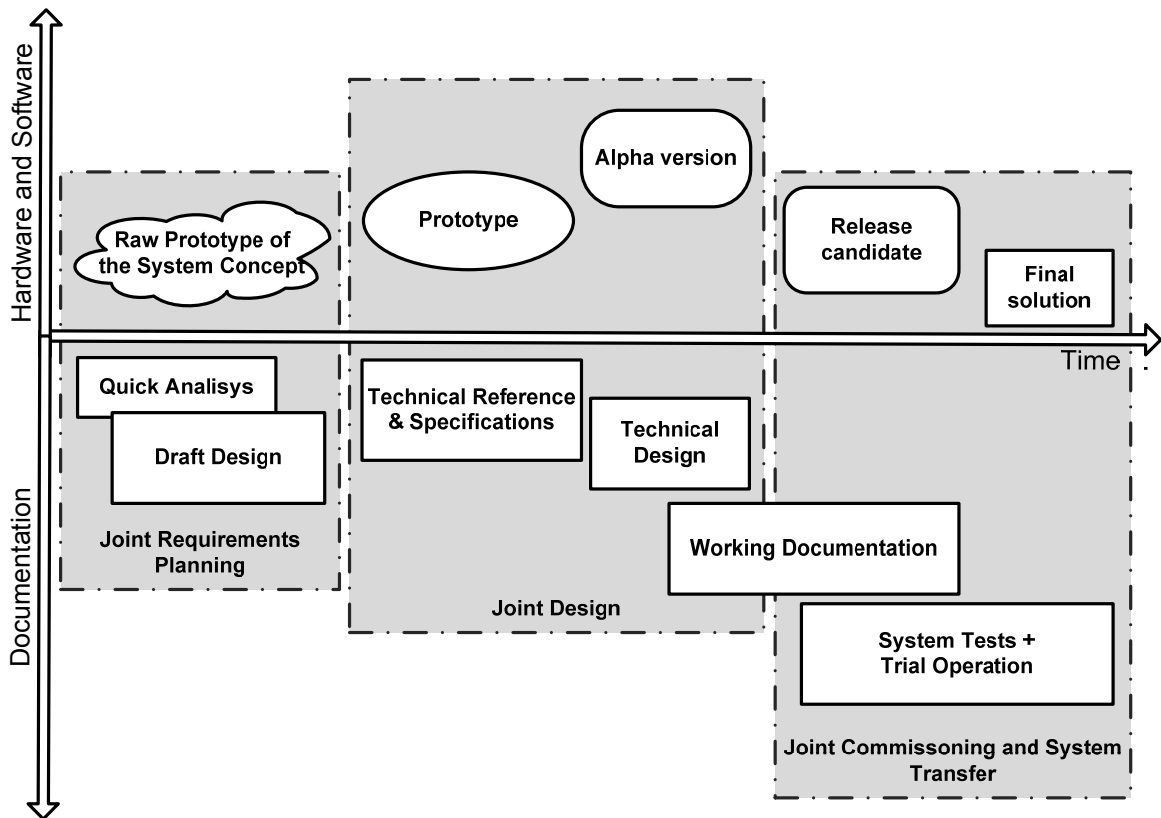 Hardware and Software
Alpha version
Prototype
Raw Prototype of
the System Concept
Release
candidate
Final
solution
Time
Documentation
Quick Analisys
Draft Design
Joint Requirements
Planning
Technical Reference
& Specifications
Technical
Design
Working Documentation
Joint Design
System Tests +
Trial Operation
Joint Commissoning and System
Transfer